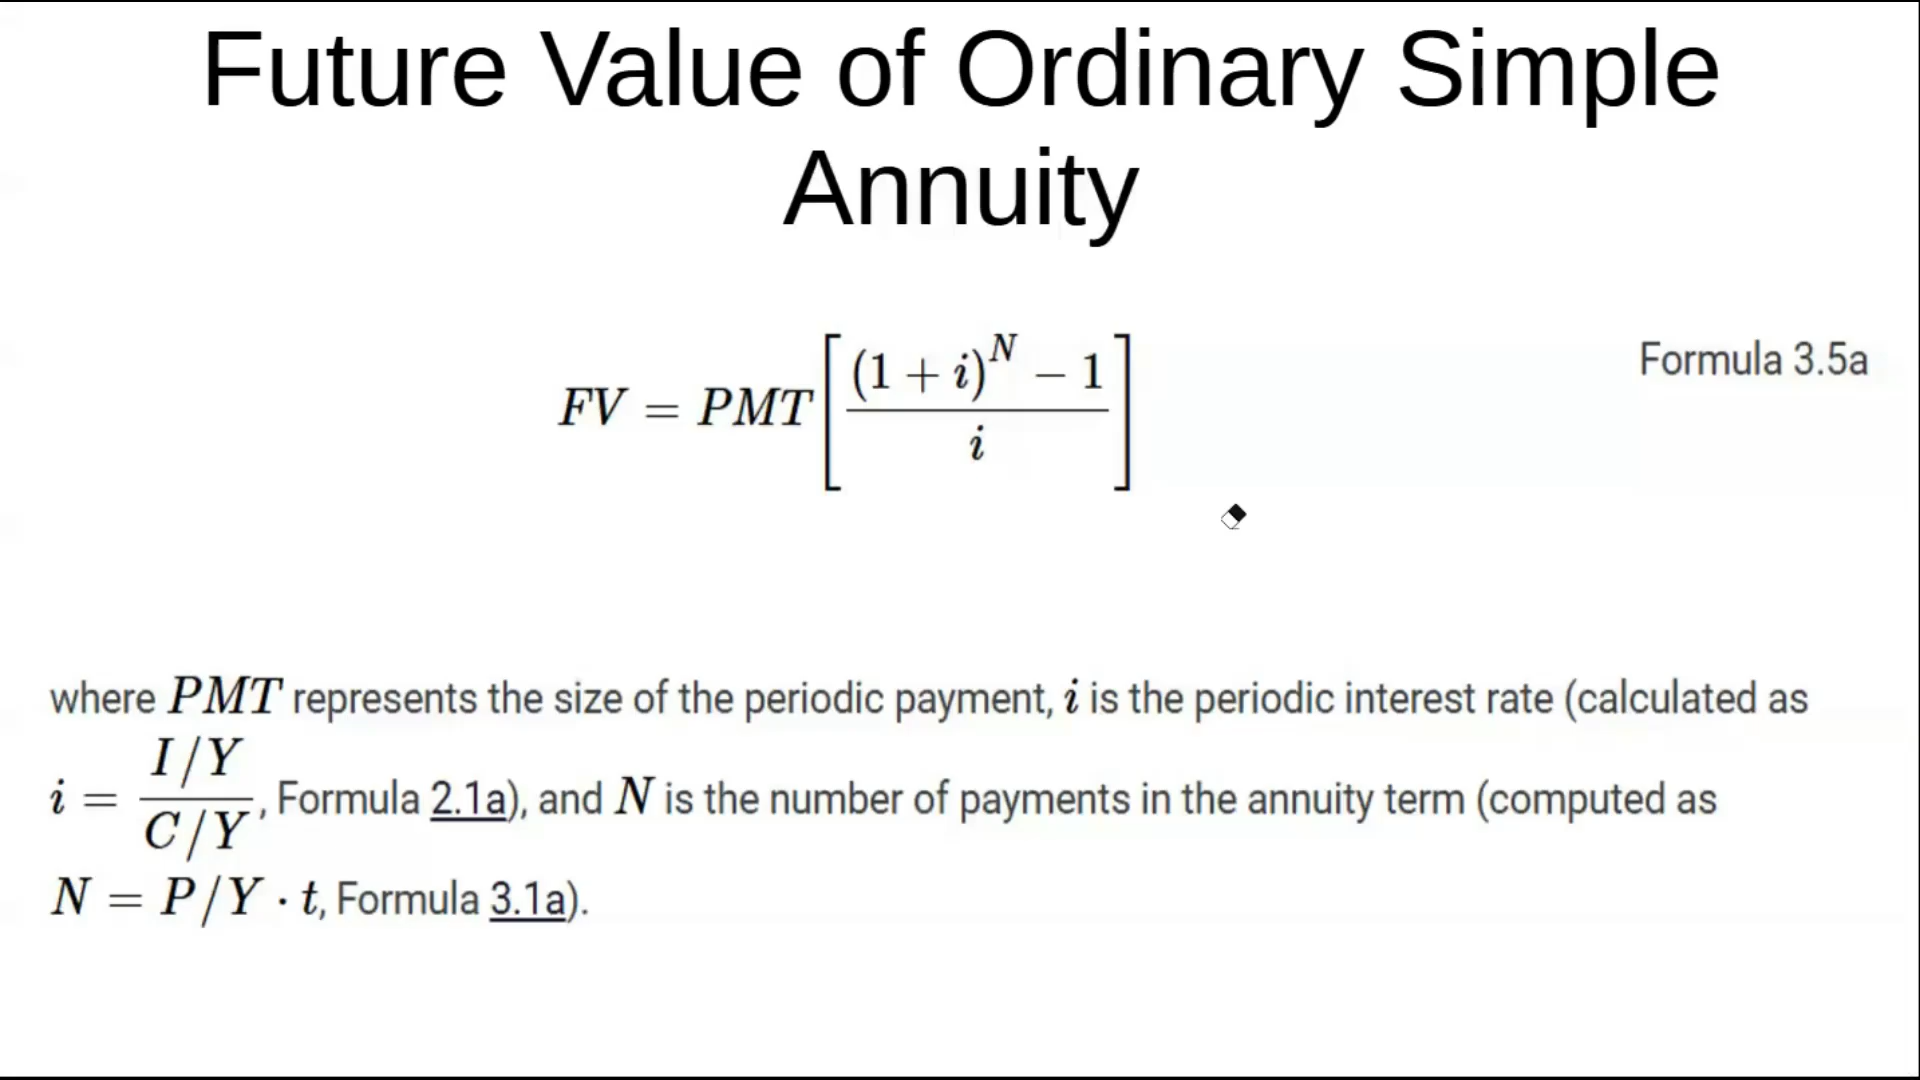 Future Value of Ordinary Simple
Annuity
FV = PMT[((1 + i)^N − 1)/i]
Formula 3.5a
where PMT represents the size of the periodic payment, i is the periodic interest rate (calculated as
i = (I/Y)/(C/Y), Formula 2.1a), and N is the number of payments in the annuity term (computed as
N = P/Y · t, Formula 3.1a).